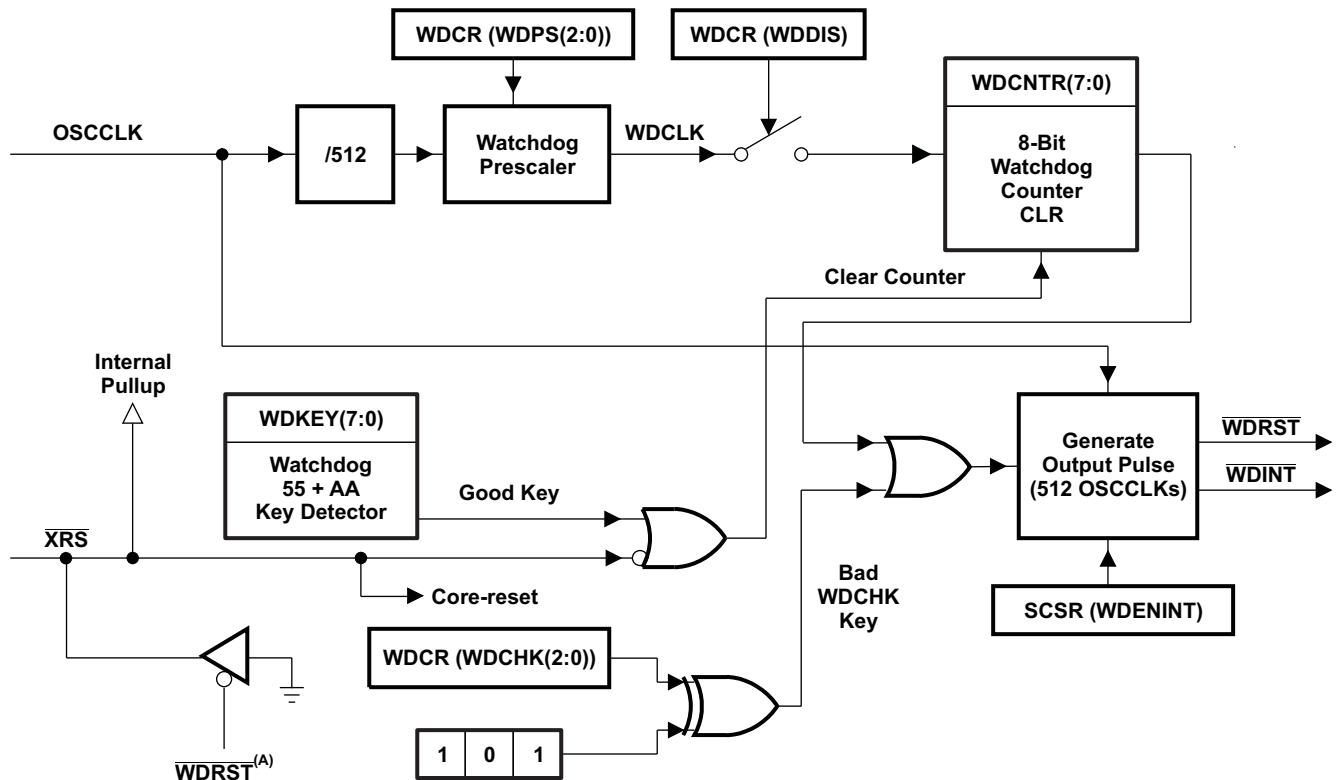 WDCR (WDPS(2:0))
WDCR (WDDIS)
WDCNTR(7:0)
OSCCLK
/512
Watchdog
Prescaler
WDCLK
8-Bit
Watchdog
Counter
CLR
Clear Counter
Internal
Pullup
WDKEY(7:0)
Watchdog
55 + AA
Key Detector
Good Key
Generate
Output Pulse
(512 OSCCLKs)
WDRST
WDINT
XRS
Core-reset
Bad
WDCHK
Key
SCSR (WDENINT)
WDCR (WDCHK(2:0))
1 0 1
WDRST(A)